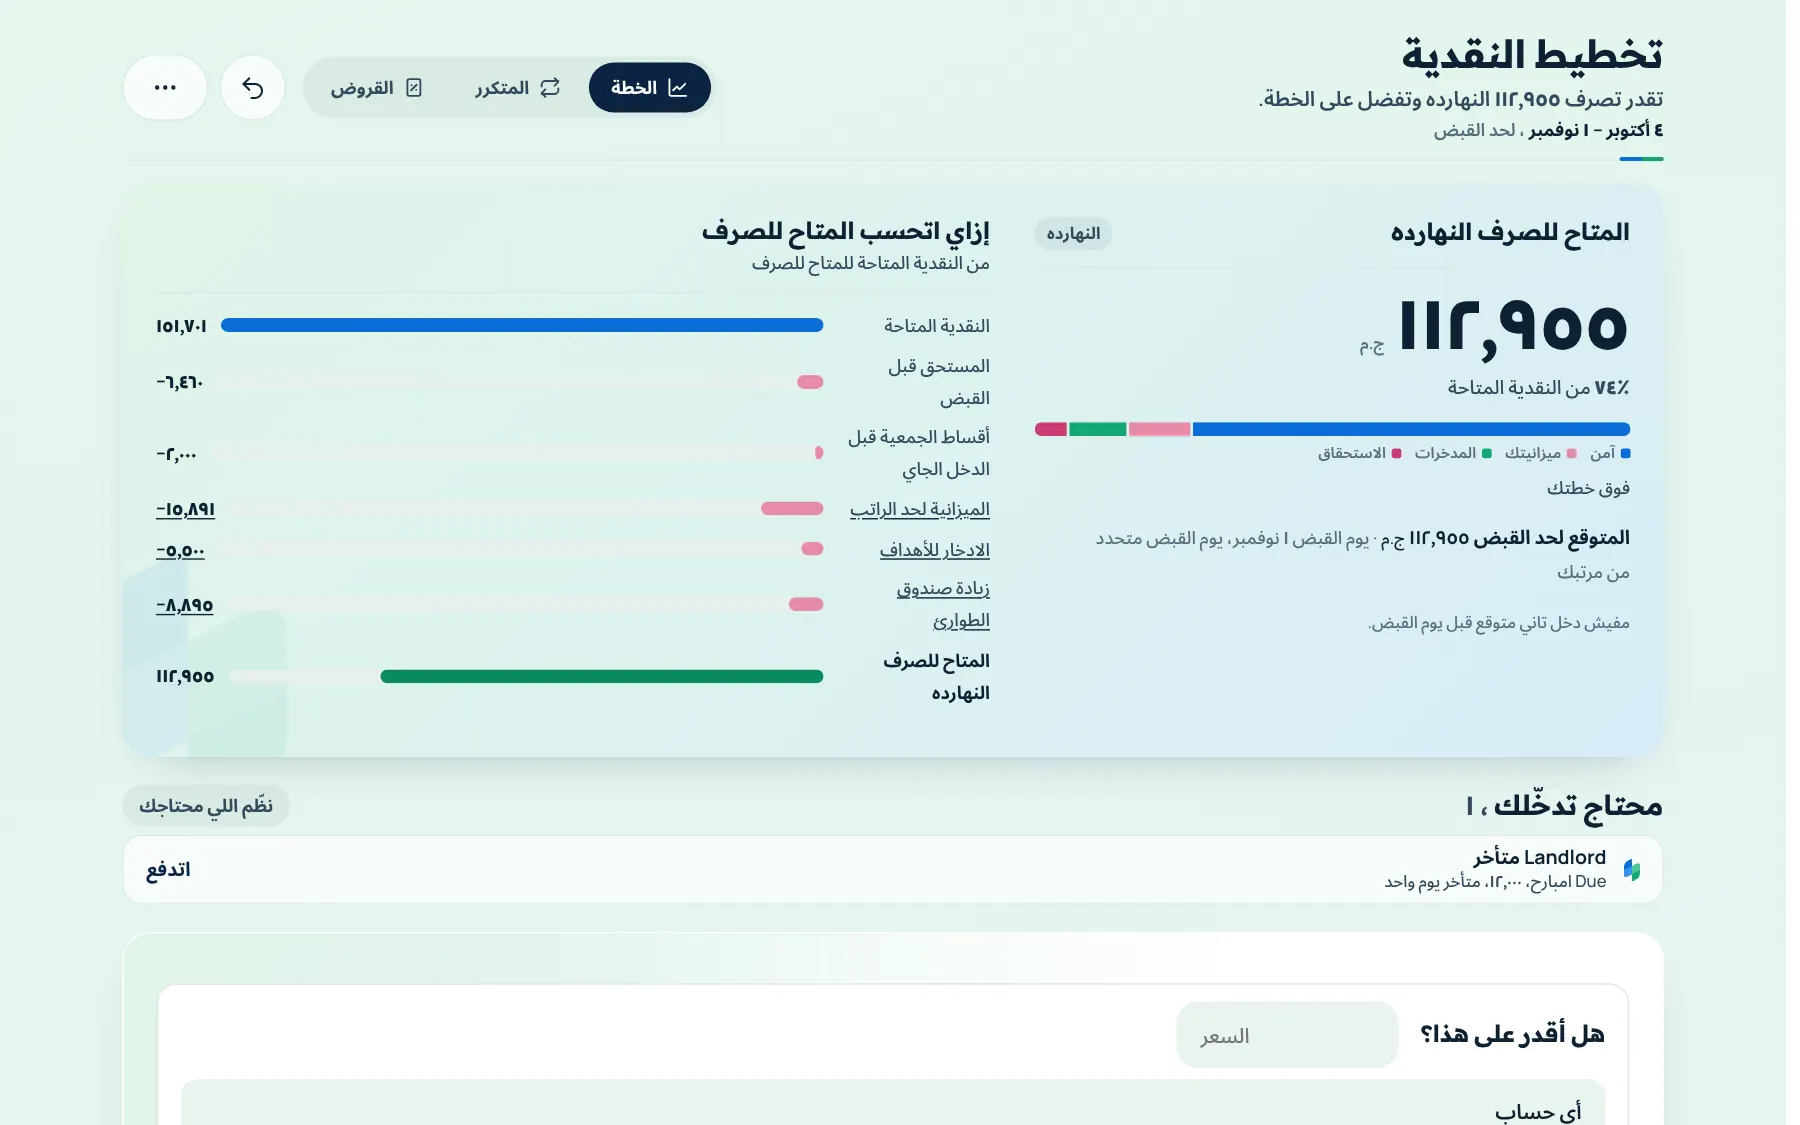 تخطيط النقدية
تقدر تصرف ١١٢,٩٥٥ النهارده وتفضل على الخطة.
٤ أكتوبر – ١ نوفمبر ، لحد القبض
الخطة
المتكرر
القروض
المتاح للصرف النهارده
النهارده
١١٢,٩٥٥ ج.م
٧٤٪ من النقدية المتاحة
آمن ميزانيتك المدخرات الاستحقاق
فوق خطتك
المتوقع لحد القبض ١١٢,٩٥٥ ج.م · يوم القبض ١ نوفمبر، يوم القبض متحدد
من مرتبك
مفيش دخل تاني متوقع قبل يوم القبض.
إزاي اتحسب المتاح للصرف
من النقدية المتاحة للمتاح للصرف
النقدية المتاحة ١٥١,٧٠١
المستحق قبل
القبض
−٦,٤٦٠
أقساط الجمعية قبل
الدخل الجاي
−٢,٠٠٠
الميزانية لحد الراتب −١٥,٨٩١
الادخار للأهداف −٥,٥٠٠
زيادة صندوق
الطوارئ
−٨,٨٩٥
المتاح للصرف
النهارده
١١٢,٩٥٥
محتاج تدخّلك ، ١
نظّم اللي محتاجك
Landlord متأخر
Due امبارح، ١٢,٠٠٠، متأخر يوم واحد
اتدفع
هل أقدر على هذا؟
السعر
أي حساب